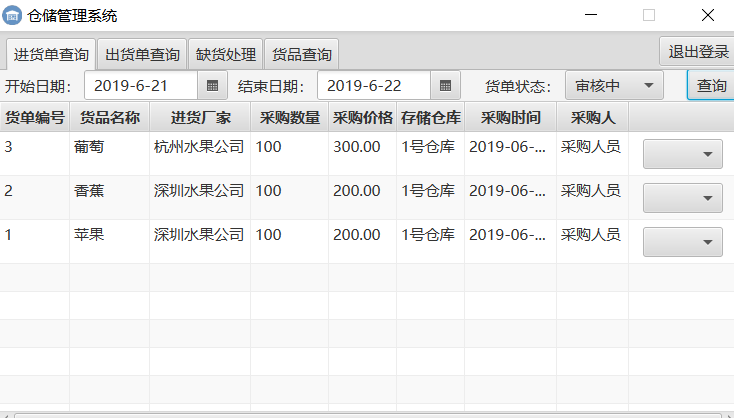 仓储管理系统
进货单查询 出货单查询 缺货处理 货品查询 退出登录
开始日期: 2019-6-21 结束日期: 2019-6-22 货单状态: 审核中 查询
货单编号 货品名称 进货厂家 采购数量 采购价格 存储仓库 采购时间 采购人
3 葡萄 杭州水果公司 100 300.00 1号仓库 2019-06-... 采购人员
2 香蕉 深圳水果公司 100 200.00 1号仓库 2019-06-... 采购人员
1 苹果 深圳水果公司 100 200.00 1号仓库 2019-06-... 采购人员